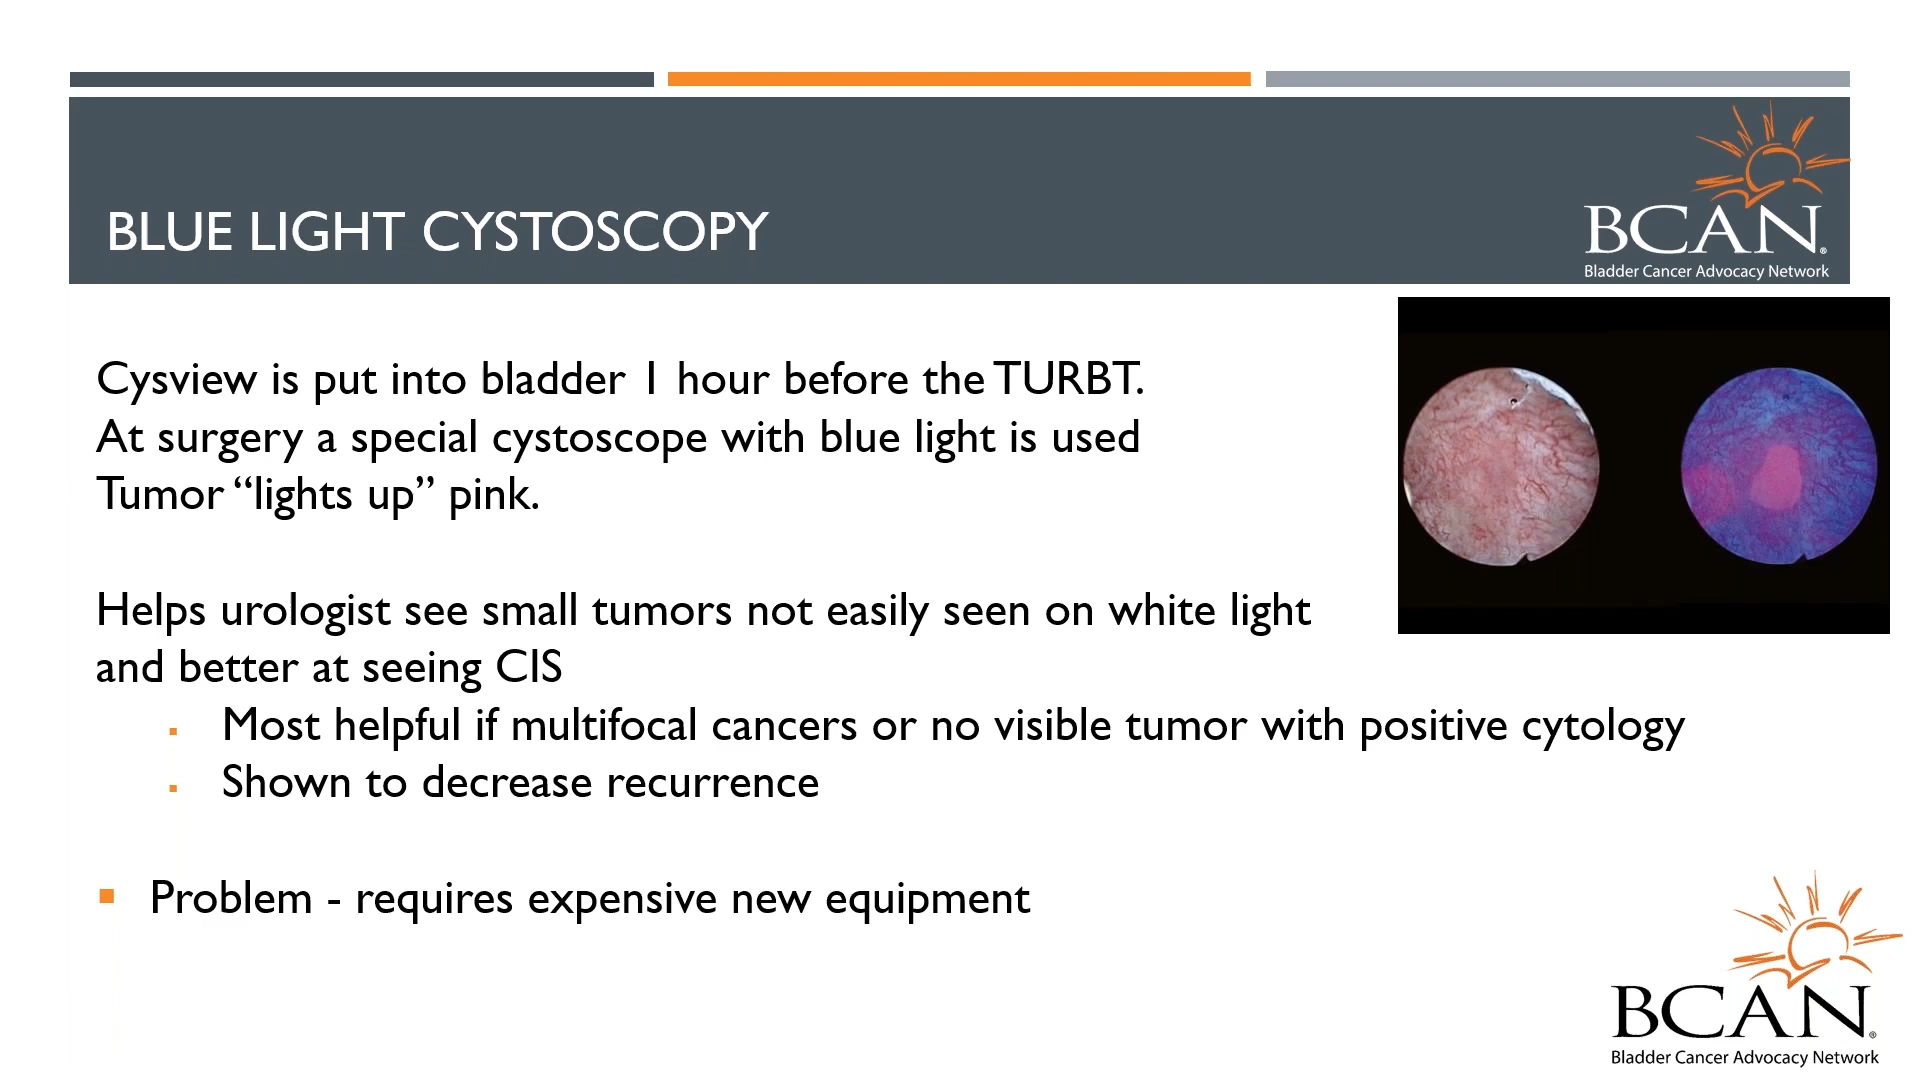 BLUE LIGHT CYSTOSCOPY
BCAN®
Bladder Cancer Advocacy Network
Cysview is put into bladder 1 hour before the TURBT.
At surgery a special cystoscope with blue light is used
Tumor “lights up” pink.
Helps urologist see small tumors not easily seen on white light
and better at seeing CIS
▪ Most helpful if multifocal cancers or no visible tumor with positive cytology
▪ Shown to decrease recurrence
▪ Problem - requires expensive new equipment
BCAN®
Bladder Cancer Advocacy Network